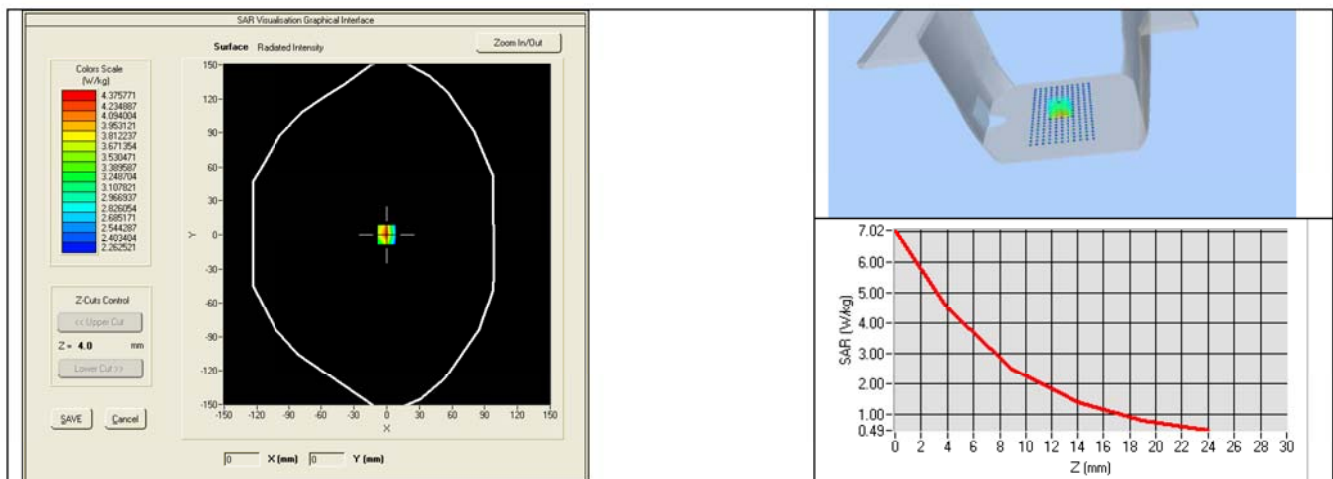 SAR Visualisation Graphical Interface
Surface Radiated Intensity
Zoom In/Out
Colors Scale
(W/kg)
4.375771
4.234887
4.094004
3.953121
3.812237
3.671354
3.530471
3.389587
3.248704
3.107821
2.966937
2.826054
2.685171
2.544287
2.403404
2.262521
150
120
90
60
30
0
-30
-60
-90
-120
-150
Y
-150 -120 -90 -60 -30 0 30 60 90 120 150
X
Z-Cuts Control
<< Upper Cut
Z = 4.0 mm
Lower Cut >>
SAVE Cancel
0 X (mm) 0 Y (mm)
7.02
6.00
5.00
4.00
3.00
2.00
1.00
0.49
SAR (W/kg)
0 2 4 6 8 10 12 14 16 18 20 22 24 26 28 30
Z (mm)